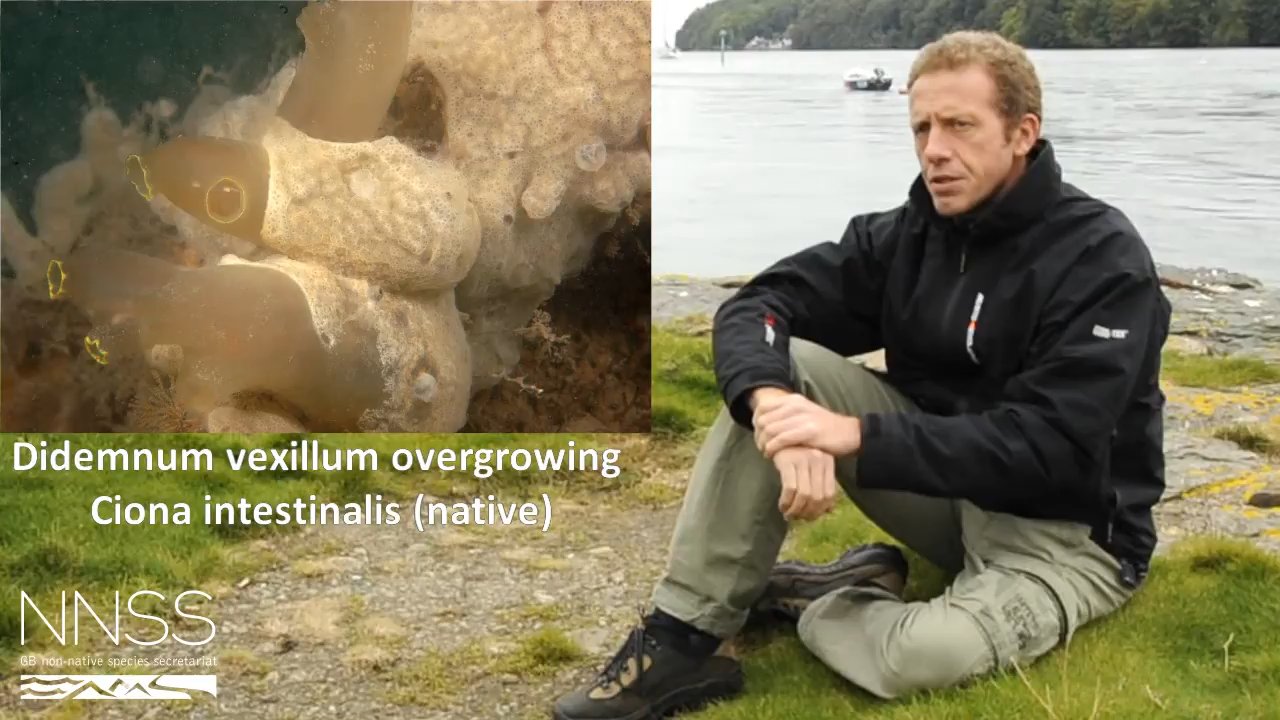 Didemnum vexillum overgrowing
Ciona intestinalis (native)
NNSS
GB non-native species secretariat